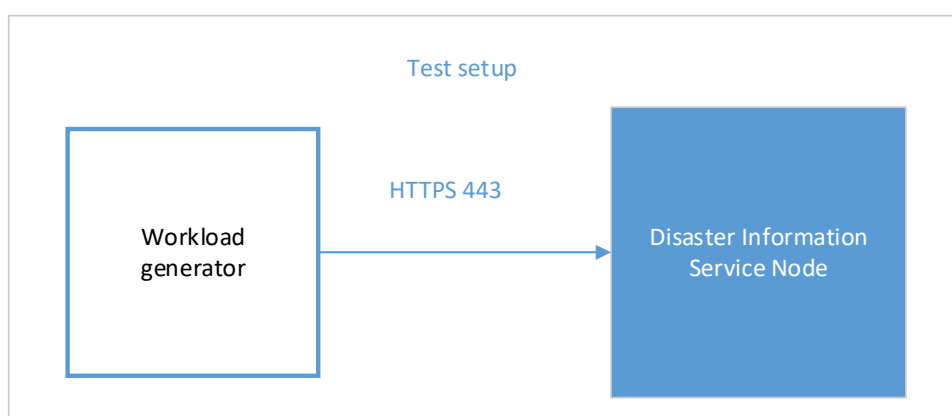 Test setup
HTTPS 443
Workload
generator
Disaster Information
Service Node